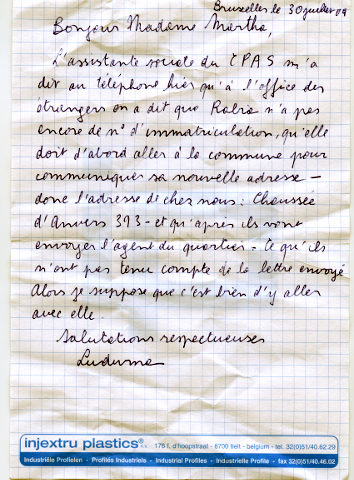 Bruxelles le 30 juillet 09
Bonjour Madame Martha,
L'assistante sociale du CPAS m'a
dit au téléphone hier qu'à l'office des
étrangers on a dit que Rabia n'a pas
encore de n° d'immatriculation, qu'elle
doit d'abord aller à la commune pour
communiquer sa nouvelle adresse -
donc l'adresse de chez nous : Chaussée
d'Anvers 393 - et qu'après ils vont
envoyer l'agent du quartier. Ce qu'ils
n'ont pas tenu compte de la lettre envoyé
Alors je suppose que c'est bien d'y aller
avec elle.
Salutations respectueuses
injextru plastics
175 I, d'hoopstraat - 8700 tielt - belgium - tel. 32(0)51/40.62.29
Industriële Profielen - Profilés Industriels - Industrial Profiles - Industrielle Profile - fax 32(0)51/40.46.02